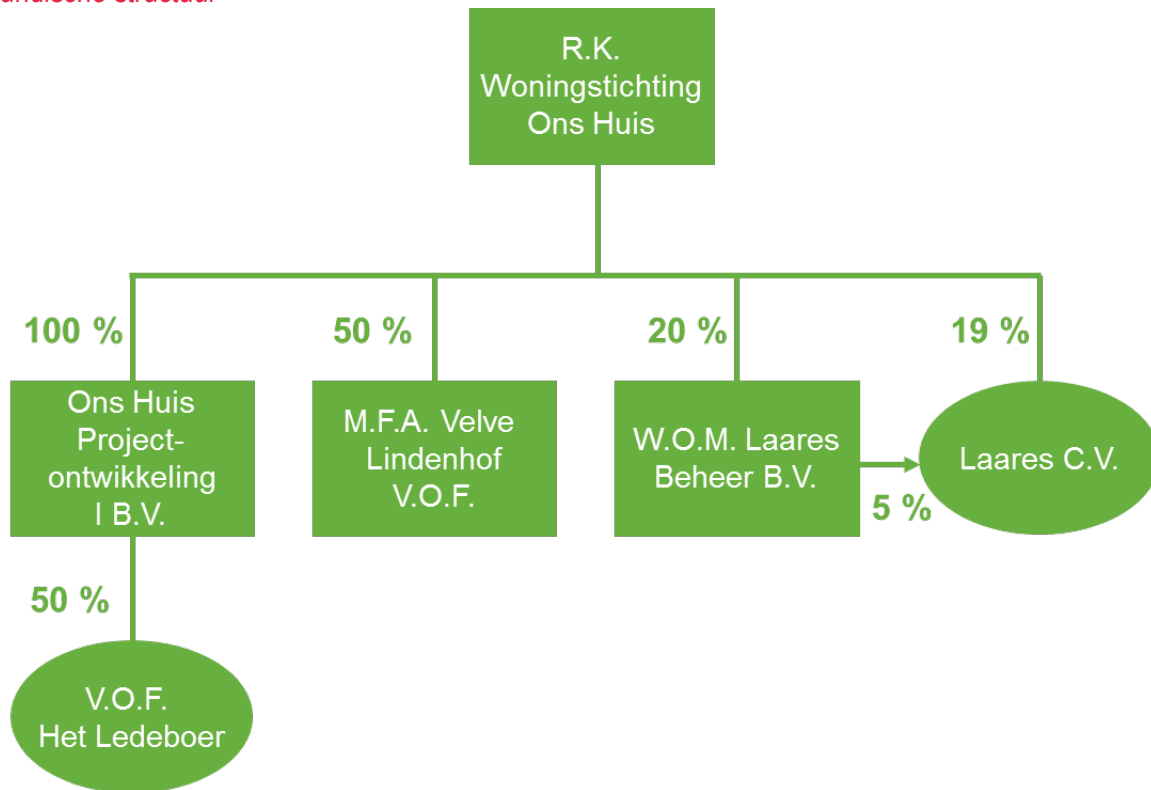 structuur
R.K.
Woningstichting
Ons Huis
100 %
50 %
20 %
19 %
Ons Huis
Project-
ontwikkeling
I B.V.
M.F.A. Velve
Lindenhof
V.O.F.
W.O.M. Laares
Beheer B.V.
Laares C.V.
5 %
50 %
V.O.F.
Het Ledeboer